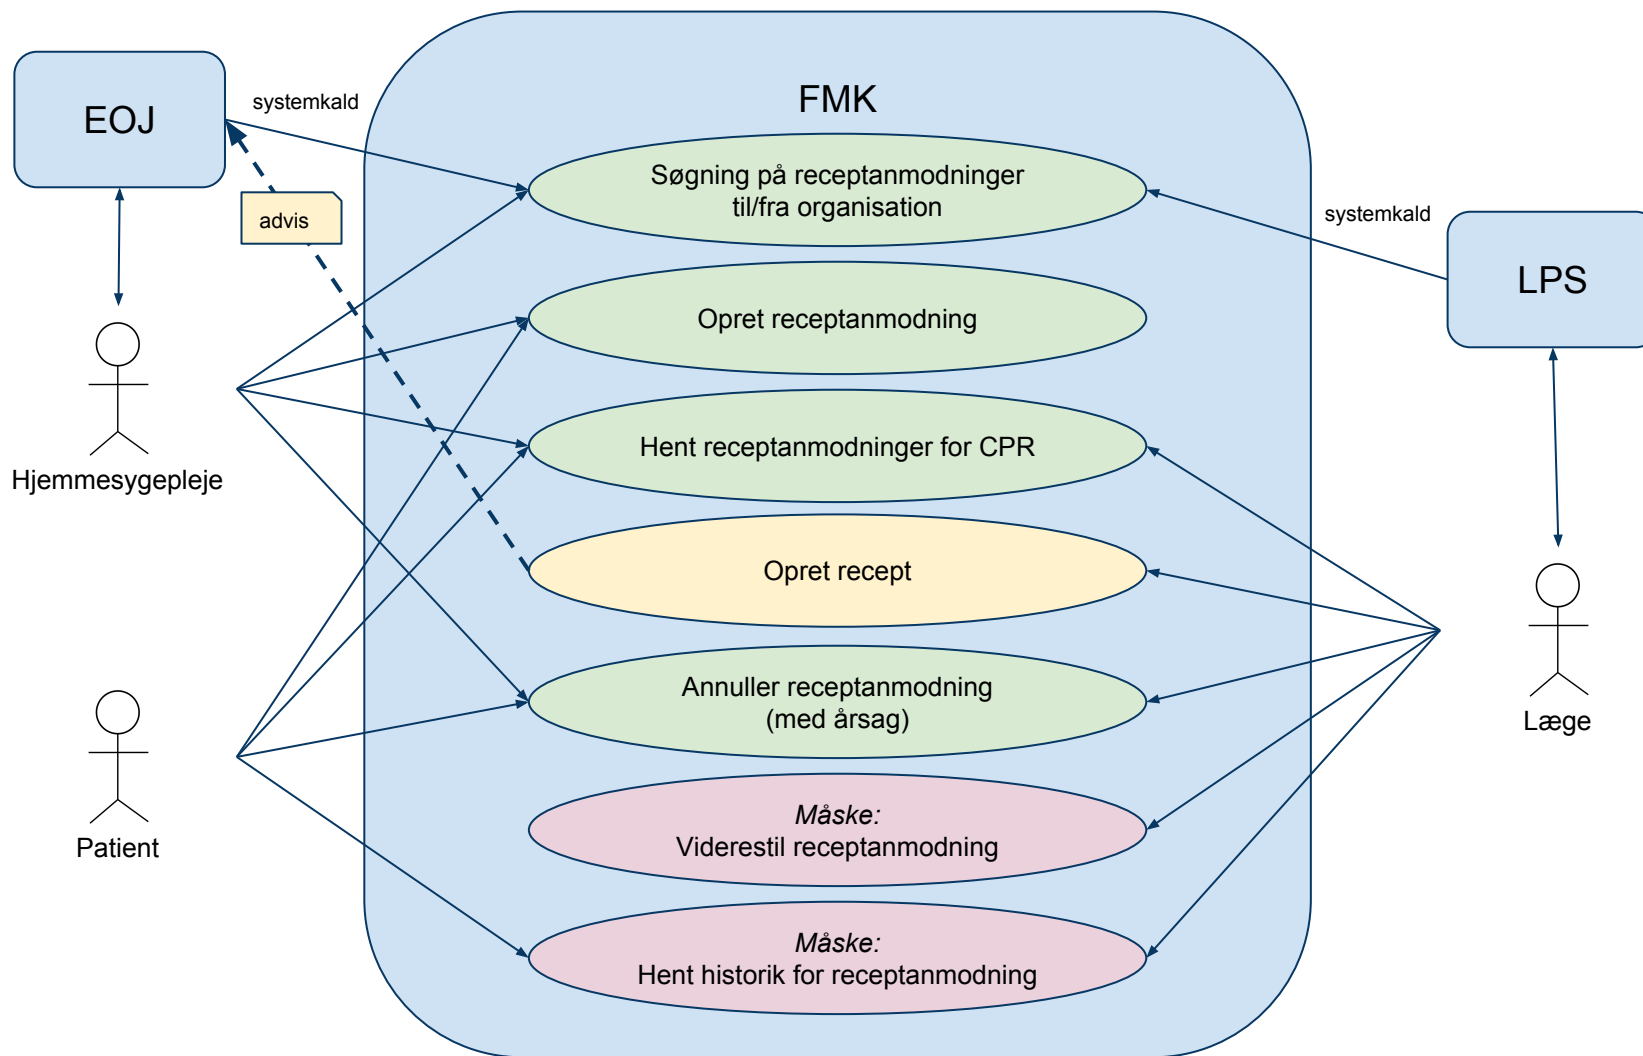 FMK
EOJ
systemkald
Søgning på receptanmodninger
til/fra organisation
advis
systemkald
LPS
Opret receptanmodning
Hent receptanmodninger for CPR
Hjemmesygepleje
Opret recept
Annuller receptanmodning
(med årsag)
Læge
Måske:
Viderestil receptanmodning
Patient
Måske:
Hent historik for receptanmodning